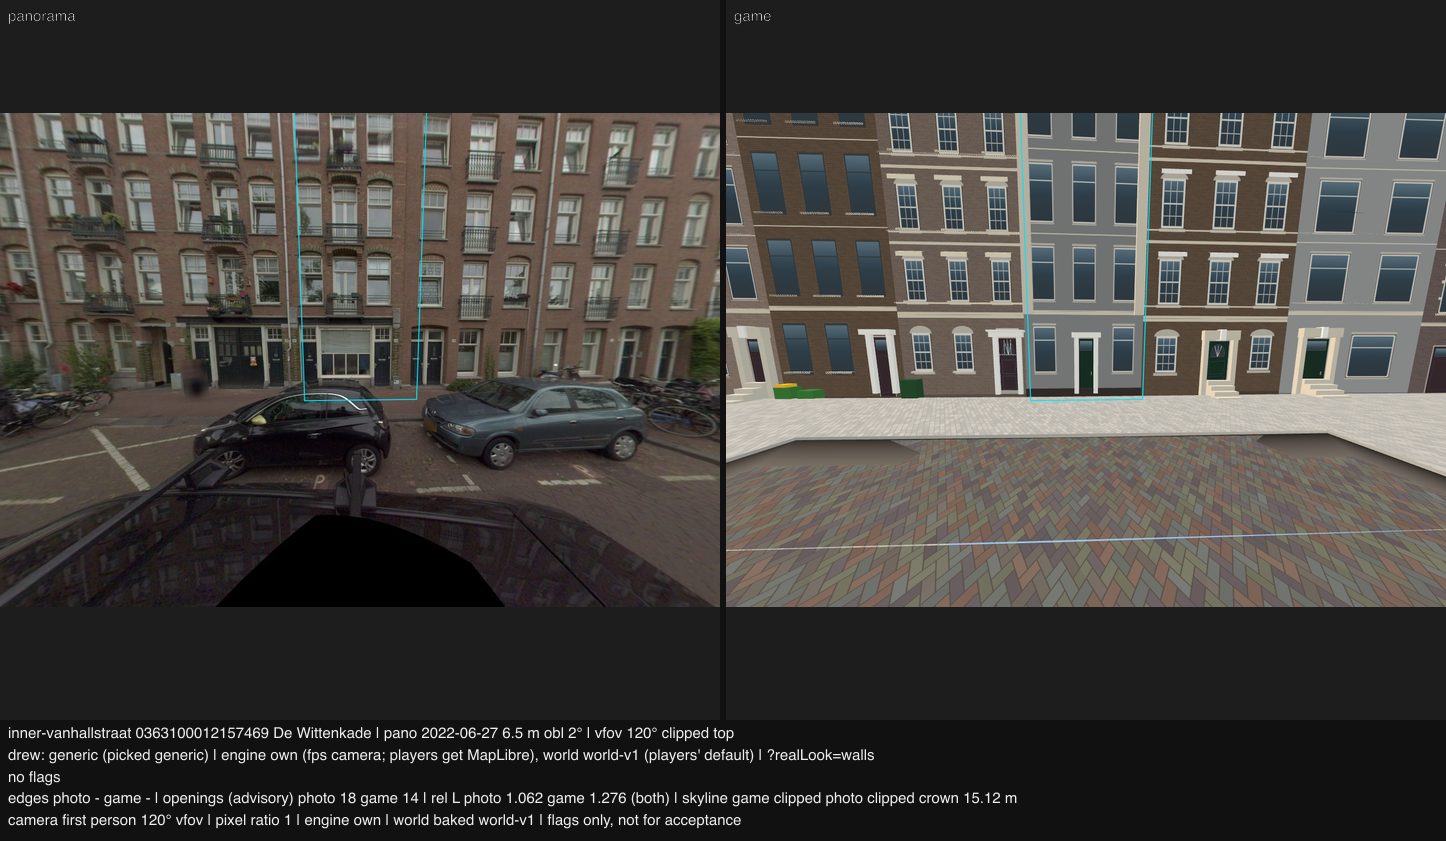 panorama
game
P
inner-vanhallstraat 0363100012157469 De Wittenkade | pano 2022-06-27 6.5 m obl 2° | vfov 120° clipped top
drew: generic (picked generic) | engine own (fps camera; players get MapLibre), world world-v1 (players' default) | ?realLook=walls
no flags
edges photo - game - | openings (advisory) photo 18 game 14 | rel L photo 1.062 game 1.276 (both) | skyline game clipped photo clipped crown 15.12 m
camera first person 120° vfov | pixel ratio 1 | engine own | world baked world-v1 | flags only, not for acceptance